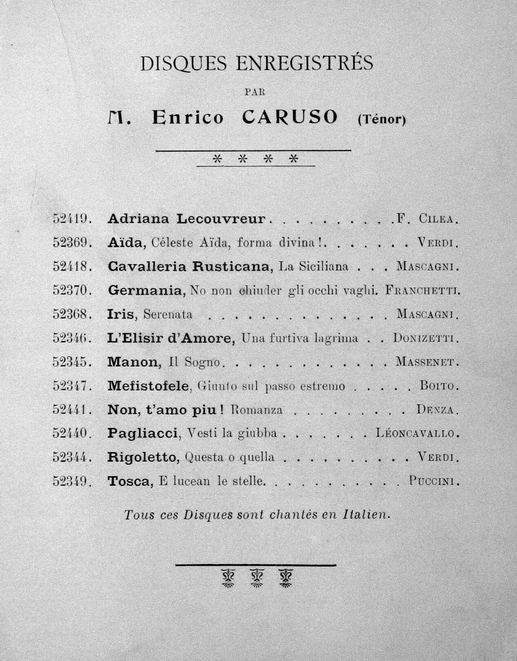 DISQUES ENREGISTRÉS
PAR
M. Enrico CARUSO (Ténor)
52419. Adriana Lecouvreur. . . . . . . . . . F. CILEA.
52369. Aïda, Céleste Aïda, forma divina!. . . . . . . VERDI.
52418. Cavalleria Rusticana, La Siciliana . . . MASCAGNI.
52370. Germania, No non chiuder gli occhi vaghi. FRANCHETTI.
52368. Iris, Serenata . . . . . . . . . . . . MASCAGNI.
52346. L'Elisir d'Amore, Una furtiva lagrima . . DONIZETTI.
52345. Manon, Il Sogno. . . . . . . . . . . . MASSENET.
52347. Mefistofele, Giunto sul passo estremo . . . . . BOITO.
52441. Non, t'amo piu! Romanza . . . . . . . . . DENZA.
52440. Pagliacci, Vesti la giubba . . . . . . . LÉONCAVALLO.
52344. Rigoletto, Questa o quella . . . . . . . . . . VERDI.
52349. Tosca, E lucean le stelle. . . . . . . . . . PUCCINI.
Tous ces Disques sont chantés en Italien.